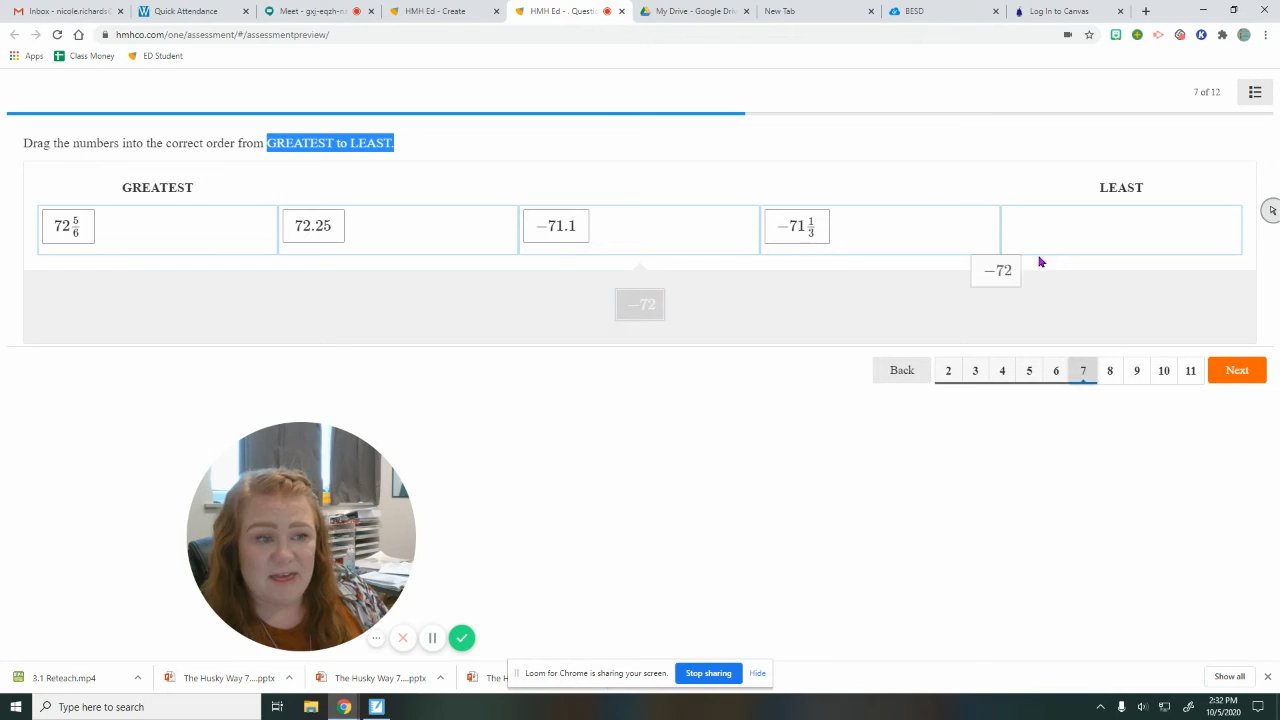 Inbox - nicole.richards@
Quick Attendance
Meet - gxj-eqzh-n
HMH Ed - Create
HMH Ed - . Questi
My Drive - Google Driv
New Tab
BESD
Log In to Canvas
hmhco.com/one/assessment/#/assessmentpreview/
Apps
Class Money
ED Student
7 of 12
Drag the numbers into the correct order from GREATEST to LEAST.
GREATEST LEAST
72 5/6 72.25 −71.1 −71 1/3
−72
−72
Back 2 3 4 5 6 7 8 9 10 11 Next
3.1 Reteach.mp4
The Husky Way 7....pptx
The Husky Way 7....pptx
The H
Loom for Chrome is sharing your screen.
Stop sharing
Hide
Show all
Type here to search
2:32 PM
10/5/2020